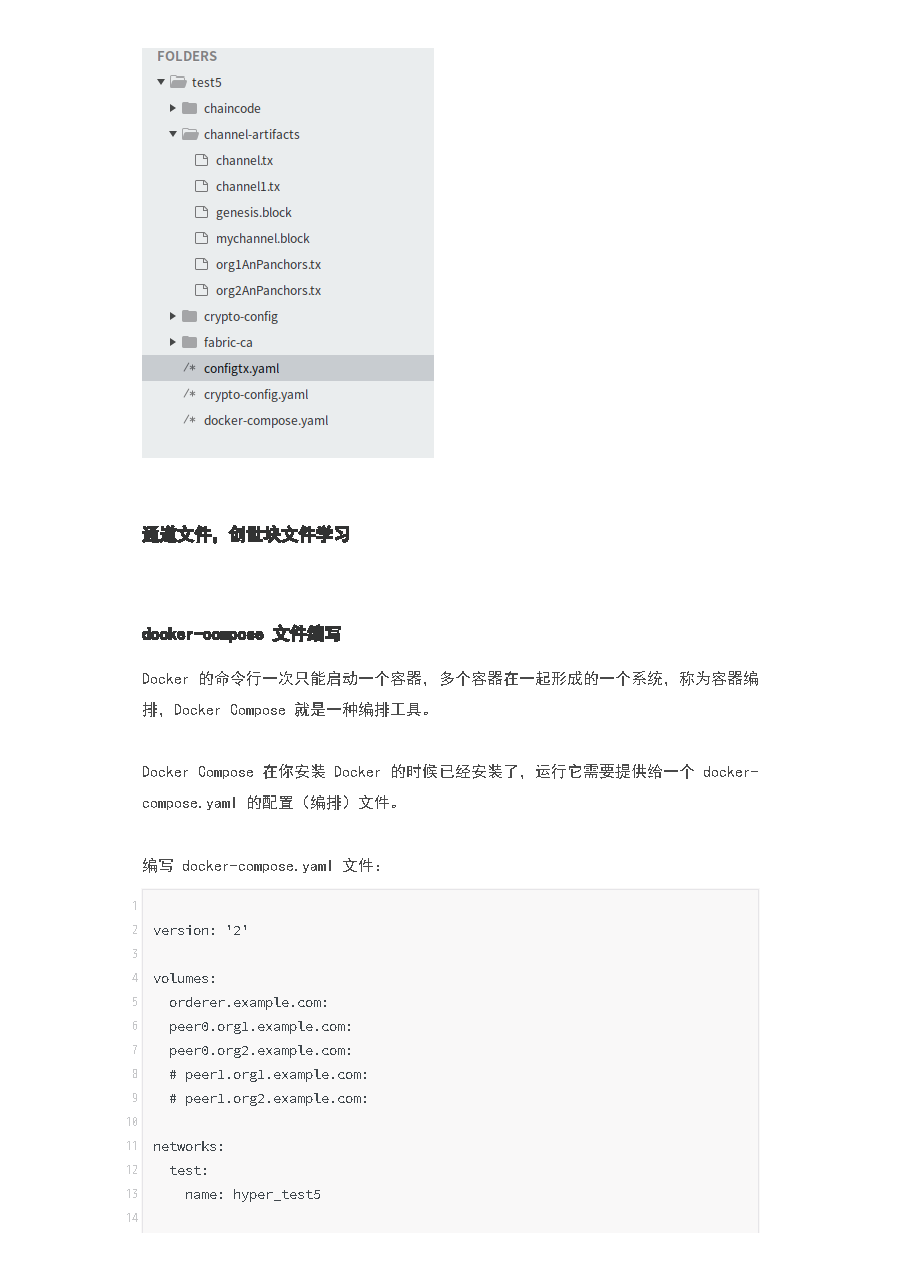 FOLDERS
test5
chaincode
channel-artifacts
channel.tx
channel1.tx
genesis.block
mychannel.block
org1AnPanchors.tx
org2AnPanchors.tx
crypto-config
fabric-ca
/* configtx.yaml
/* crypto-config.yaml
/* docker-compose.yaml
通道文件，创世块文件学习
docker-compose 文件编写
Docker 的命令行一次只能启动一个容器，多个容器在一起形成的一个系统，称为容器编
排，Docker Compose 就是一种编排工具。
Docker Compose 在你安装 Docker 的时候已经安装了，运行它需要提供给一个 docker-
compose.yaml 的配置（编排）文件。
编写 docker-compose.yaml 文件：
1
2 version: '2'
3
4 volumes:
5 orderer.example.com:
6 peer0.org1.example.com:
7 peer0.org2.example.com:
8 # peer1.org1.example.com:
9 # peer1.org2.example.com:
10
11 networks:
12 test:
13 name: hyper_test5
14